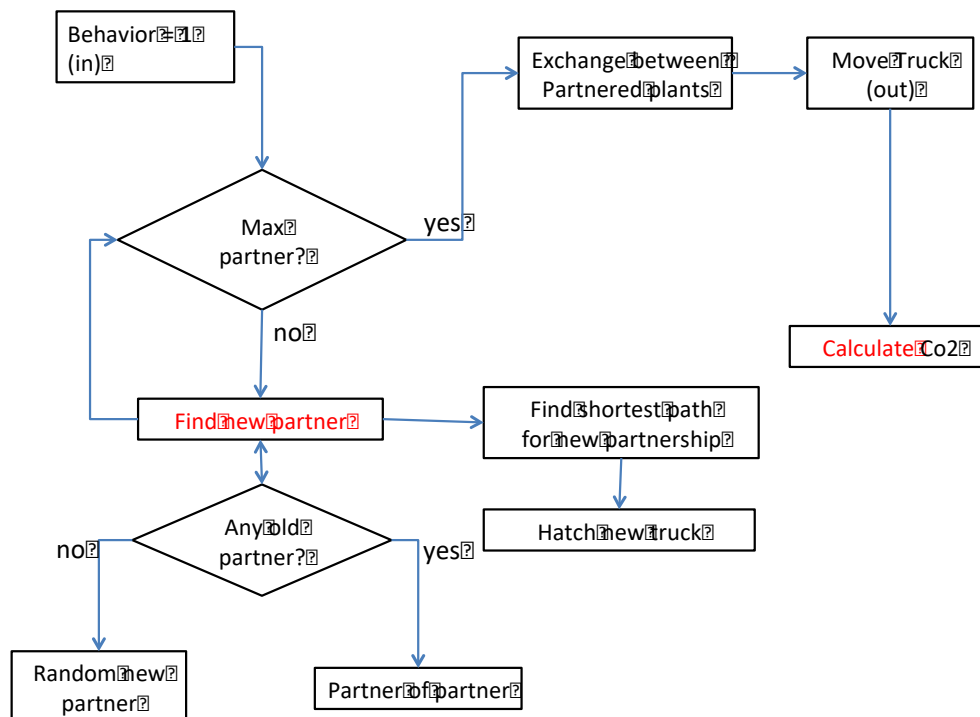 Behavior = 1
(in)
Exchange between
Partnered plants
Move Truck
(out)
Max
partner?
yes
no
Calculate Co2
Find new partner
Find shortest path
for new partnership
Any old
partner?
no
yes
Hatch new truck
Random new
partner
Partner of partner